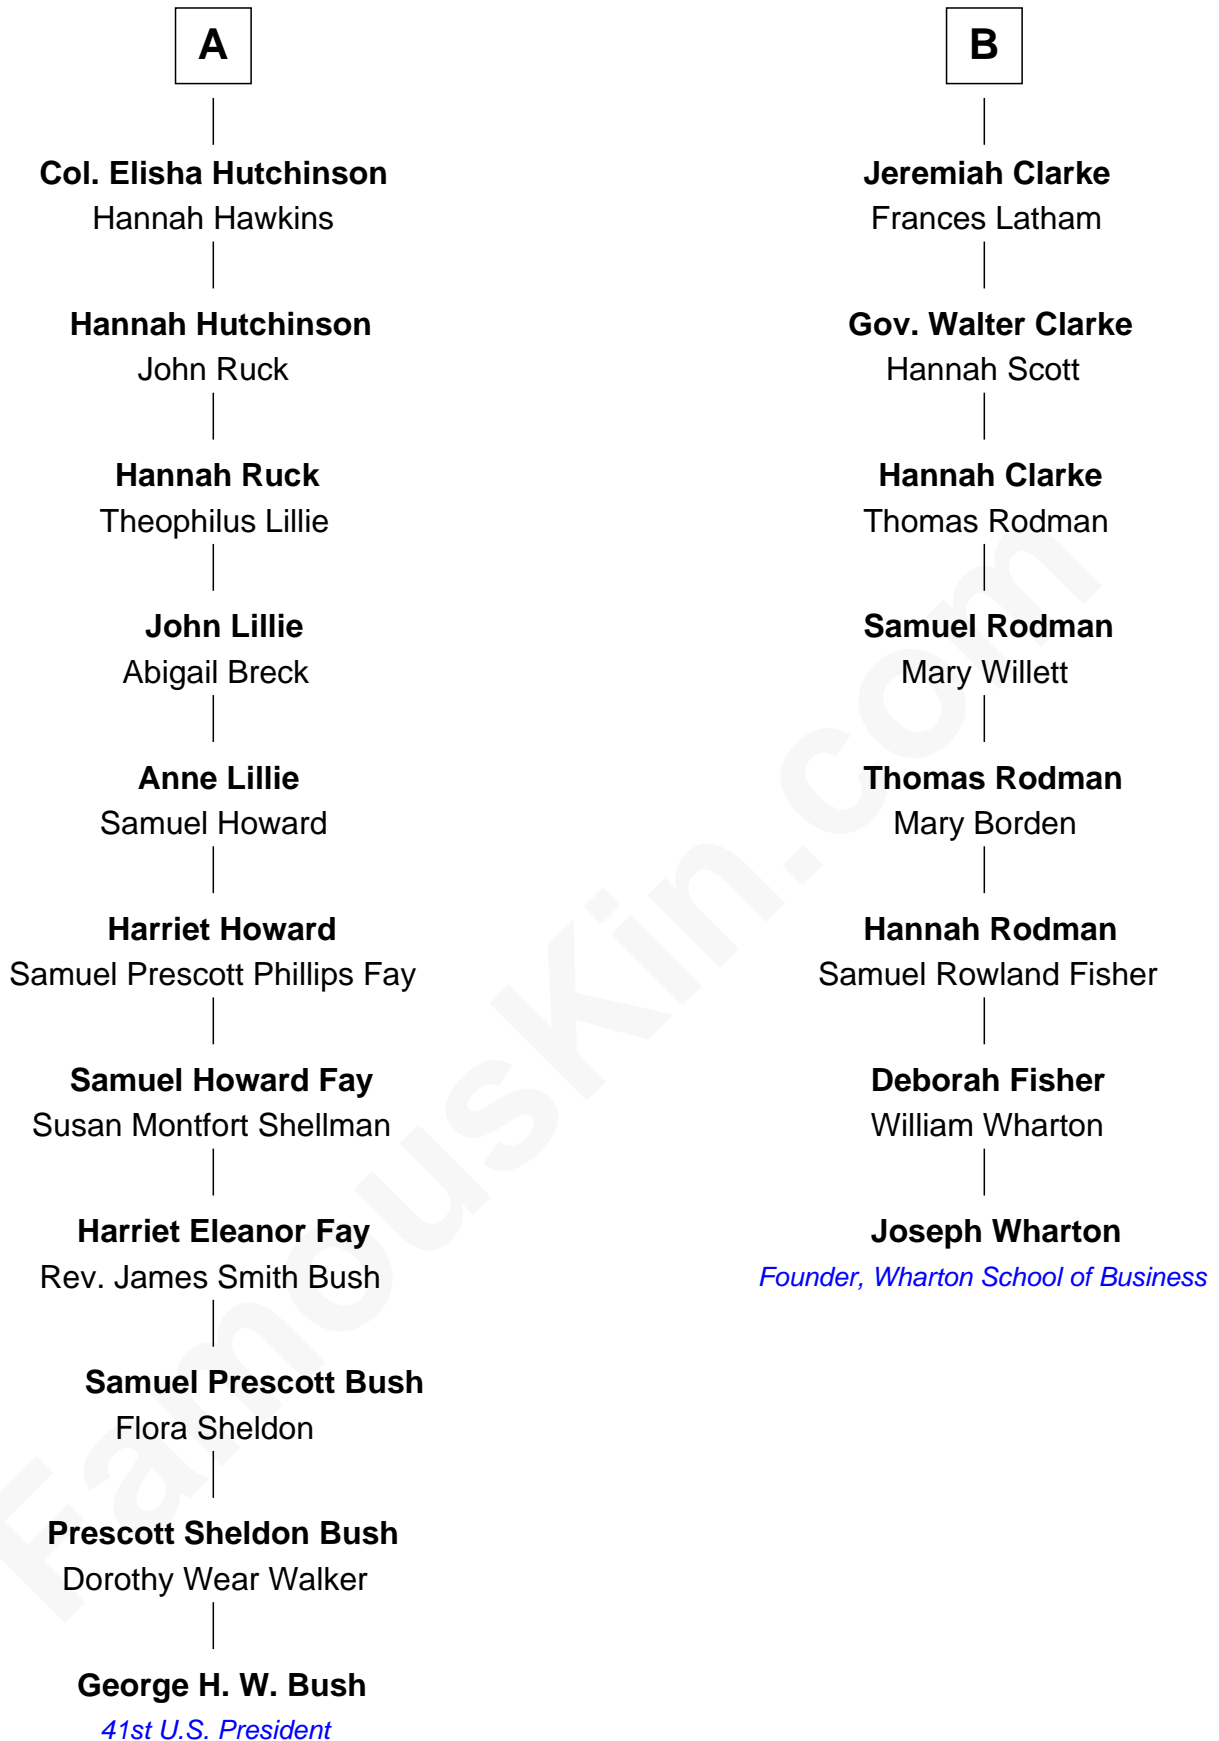 A
Col. Elisha Hutchinson
Hannah Hawkins
Hannah Hutchinson
John Ruck
Hannah Ruck
Theophilus Lillie
John Lillie
Abigail Breck
Anne Lillie
Samuel Howard
Harriet Howard
Samuel Prescott Phillips Fay
Samuel Howard Fay
Susan Montfort Shellman
Harriet Eleanor Fay
Rev. James Smith Bush
Samuel Prescott Bush
Flora Sheldon
Prescott Sheldon Bush
Dorothy Wear Walker
George H. W. Bush
41st U.S. President
B
Jeremiah Clarke
Frances Latham
Gov. Walter Clarke
Hannah Scott
Hannah Clarke
Thomas Rodman
Samuel Rodman
Mary Willett
Thomas Rodman
Mary Borden
Hannah Rodman
Samuel Rowland Fisher
Deborah Fisher
William Wharton
Joseph Wharton
Founder, Wharton School of Business
FamousKin.com